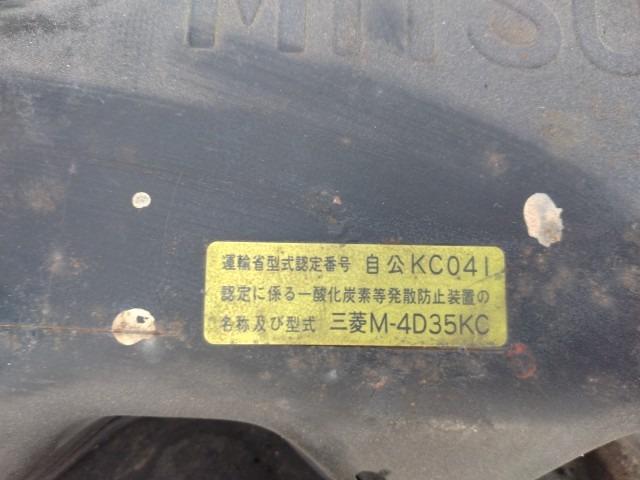 MITSU
運輸省型式認定番号 自公KC041
認定に係る一酸化炭素等発散防止装置の
名称及び型式 三菱M-4D35KC